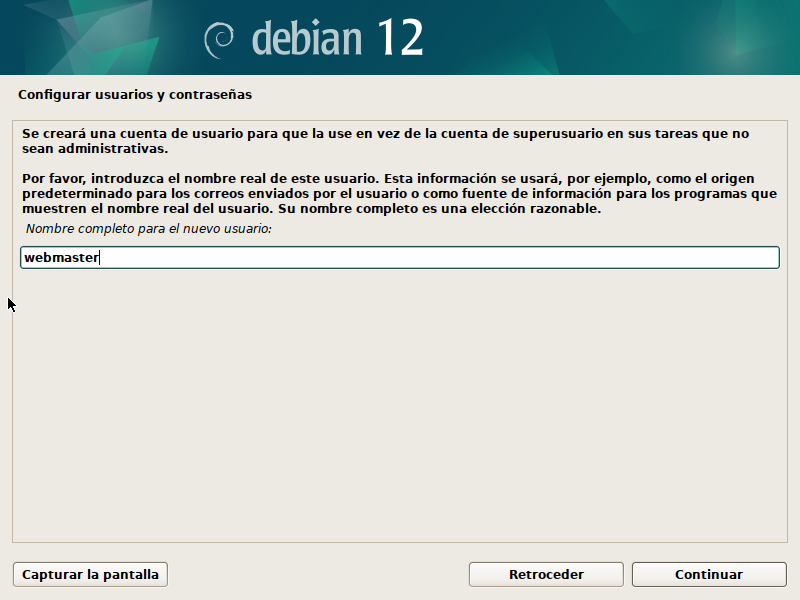 debian 12
Configurar usuarios y contraseñas
Se creará una cuenta de usuario para que la use en vez de la cuenta de superusuario en sus tareas que no
sean administrativas.
Por favor, introduzca el nombre real de este usuario. Esta información se usará, por ejemplo, como el origen
predeterminado para los correos enviados por el usuario o como fuente de información para los programas que
muestren el nombre real del usuario. Su nombre completo es una elección razonable.
Nombre completo para el nuevo usuario:
webmaster
Capturar la pantalla
Retroceder
Continuar